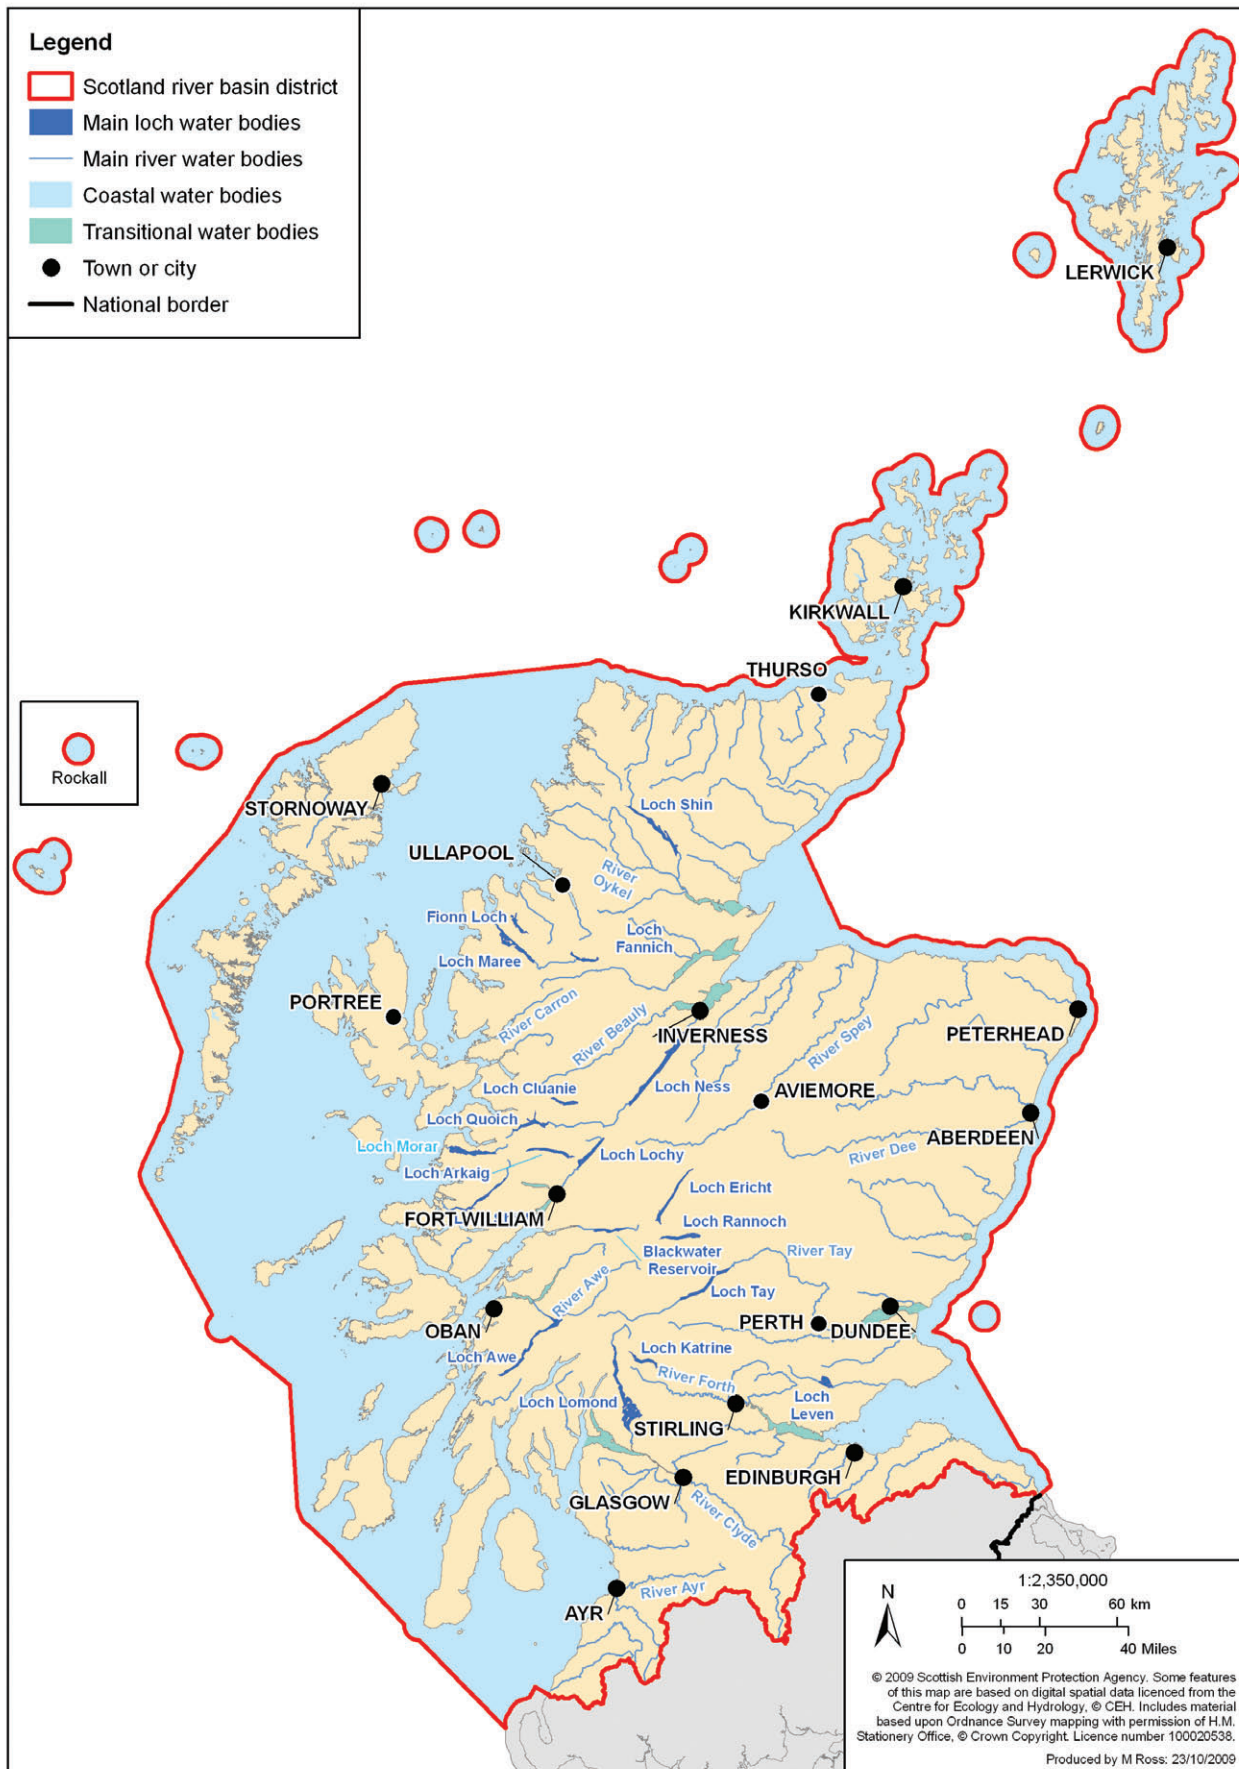 Legend
Scotland river basin district
Main loch water bodies
Main river water bodies
Coastal water bodies
Transitional water bodies
Town or city
National border
LERWICK
KIRKWALL
THURSO
Rockall
STORNOWAY
Loch Shin
ULLAPOOL
River
Oykel
Fionn Loch
Loch
Fannich
Loch Maree
PORTREE
River Carron
River Beauly
INVERNESS
River Spey
PETERHEAD
Loch Cluanie
Loch Ness
AVIEMORE
Loch Quoich
ABERDEEN
Loch Morar
Loch Lochy
River Dee
Loch Arkaig
Loch Ericht
FORT WILLIAM
Loch Rannoch
Blackwater
Reservoir
River Tay
River Awe
Loch Tay
OBAN
PERTH
DUNDEE
Loch Awe
Loch Katrine
River Forth
Loch Lomond
Loch
Leven
STIRLING
EDINBURGH
GLASGOW
River Clyde
River Ayr
AYR
N
1:2,350,000
0 15 30 60 km
0 10 20 40 Miles
© 2009 Scottish Environment Protection Agency. Some features
of this map are based on digital spatial data licenced from the
Centre for Ecology and Hydrology, © CEH. Includes material
based upon Ordnance Survey mapping with permission of H.M.
Stationery Office, © Crown Copyright. Licence number 100020538.
Produced by M Ross: 23/10/2009